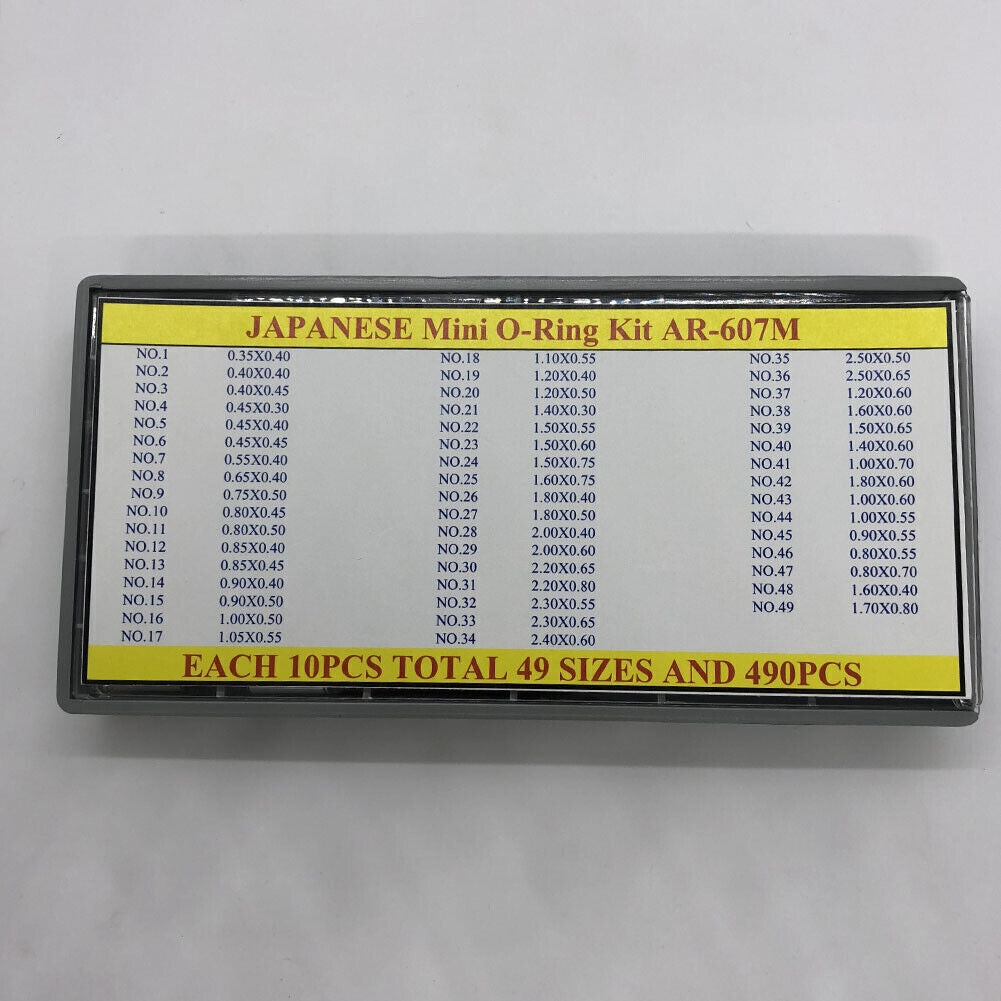 JAPANESE Mini O-Ring Kit AR-607M
NO.1 0.35X0.40
NO.2 0.40X0.40
NO.3 0.40X0.45
NO.4 0.45X0.30
NO.5 0.45X0.40
NO.6 0.45X0.45
NO.7 0.55X0.40
NO.8 0.65X0.40
NO.9 0.75X0.50
NO.10 0.80X0.45
NO.11 0.80X0.50
NO.12 0.85X0.40
NO.13 0.85X0.45
NO.14 0.90X0.40
NO.15 0.90X0.50
NO.16 1.00X0.50
NO.17 1.05X0.55
NO.18 1.10X0.55
NO.19 1.20X0.40
NO.20 1.20X0.50
NO.21 1.40X0.30
NO.22 1.50X0.55
NO.23 1.50X0.60
NO.24 1.50X0.75
NO.25 1.60X0.75
NO.26 1.80X0.40
NO.27 1.80X0.50
NO.28 2.00X0.40
NO.29 2.00X0.60
NO.30 2.20X0.65
NO.31 2.20X0.80
NO.32 2.30X0.55
NO.33 2.30X0.65
NO.34 2.40X0.60
NO.35 2.50X0.50
NO.36 2.50X0.65
NO.37 1.20X0.60
NO.38 1.60X0.60
NO.39 1.50X0.65
NO.40 1.40X0.60
NO.41 1.00X0.70
NO.42 1.80X0.60
NO.43 1.00X0.60
NO.44 1.00X0.55
NO.45 0.90X0.55
NO.46 0.80X0.55
NO.47 0.80X0.70
NO.48 1.60X0.40
NO.49 1.70X0.80
EACH 10PCS TOTAL 49 SIZES AND 490PCS